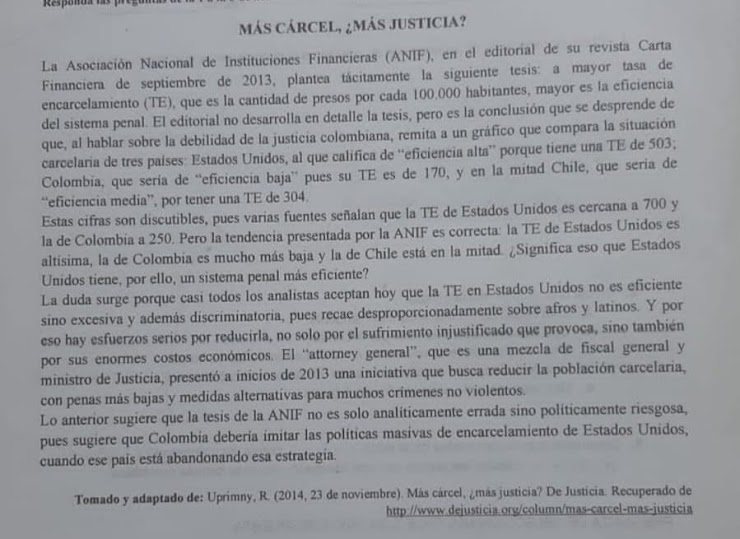 Responda las
MÁS CÁRCEL, ¿MÁS JUSTICIA?
La Asociación Nacional de Instituciones Financieras (ANIF), en el editorial de su revista Carta
Financiera de septiembre de 2013, plantea tácitamente la siguiente tesis: a mayor tasa de
encarcelamiento (TE), que es la cantidad de presos por cada 100.000 habitantes, mayor es la eficiencia
del sistema penal. El editorial no desarrolla en detalle la tesis, pero es la conclusión que se desprende de
que, al hablar sobre la debilidad de la justicia colombiana, remita a un gráfico que compara la situación
carcelaria de tres países: Estados Unidos, al que califica de “eficiencia alta” porque tiene una TE de 503;
Colombia, que sería de “eficiencia baja” pues su TE es de 170, y en la mitad Chile, que sería de
“eficiencia media”, por tener una TE de 304.
Estas cifras son discutibles, pues varias fuentes señalan que la TE de Estados Unidos es cercana a 700 y
la de Colombia a 250. Pero la tendencia presentada por la ANIF es correcta: la TE de Estados Unidos es
altísima, la de Colombia es mucho más baja y la de Chile está en la mitad. ¿Significa eso que Estados
Unidos tiene, por ello, un sistema penal más eficiente?
La duda surge porque casi todos los analistas aceptan hoy que la TE en Estados Unidos no es eficiente
sino excesiva y además discriminatoria, pues recae desproporcionadamente sobre afros y latinos. Y por
eso hay esfuerzos serios por reducirla, no solo por el sufrimiento injustificado que provoca, sino también
por sus enormes costos económicos. El “attorney general”, que es una mezcla de fiscal general y
ministro de Justicia, presentó a inicios de 2013 una iniciativa que busca reducir la población carcelaria,
con penas más bajas y medidas alternativas para muchos crímenes no violentos.
Lo anterior sugiere que la tesis de la ANIF no es solo analíticamente errada sino políticamente riesgosa,
pues sugiere que Colombia debería imitar las políticas masivas de encarcelamiento de Estados Unidos,
cuando ese país está abandonando esa estrategia.
Tomado y adaptado de: Uprimny, R. (2014, 23 de noviembre). Más cárcel, ¿más justicia? De Justicia. Recuperado de
http://www.dejusticia.org/column/mas-carcel-mas-justicia